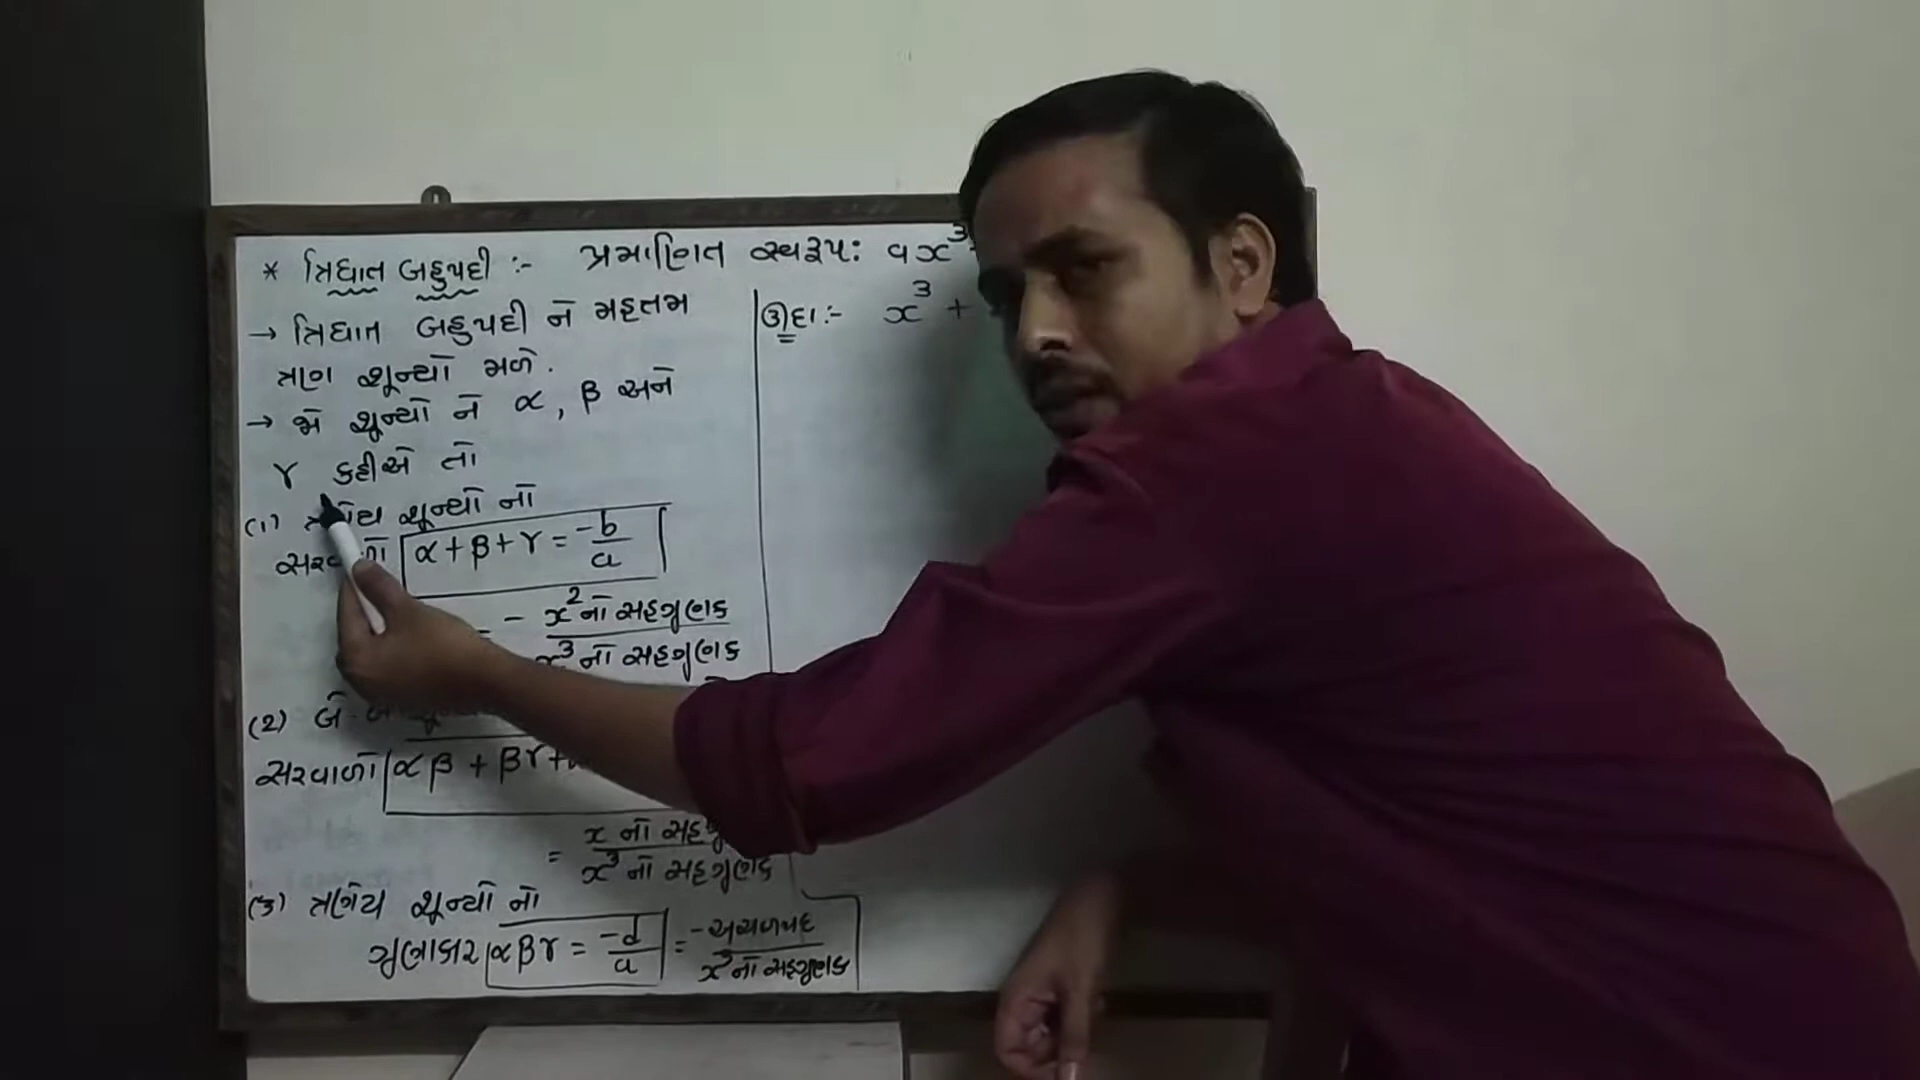 * ત્રિઘાત બહુપદી :- પ્રમાણિત સ્વરૂપ: ax³
→ ત્રિઘાત બહુપદી ને મહત્તમ
ત્રણ શૂન્યો મળે.
→ જો શૂન્યો ને α, β અને
γ કહીએ તો
(1) શૂન્યો નો
α + β + γ = -b/a
= - x² નો સહગુણક / x³ નો સહગુણક
(2) બે-
સરવાળો αβ + βγ +
= x નો / x³ નો સહગુણક
(3) ત્રણેય શૂન્યો નો
ગુણાકાર αβγ = -d/a = -અચળપદ / x³ નો સહગુણક
ઉદા:- x³ +